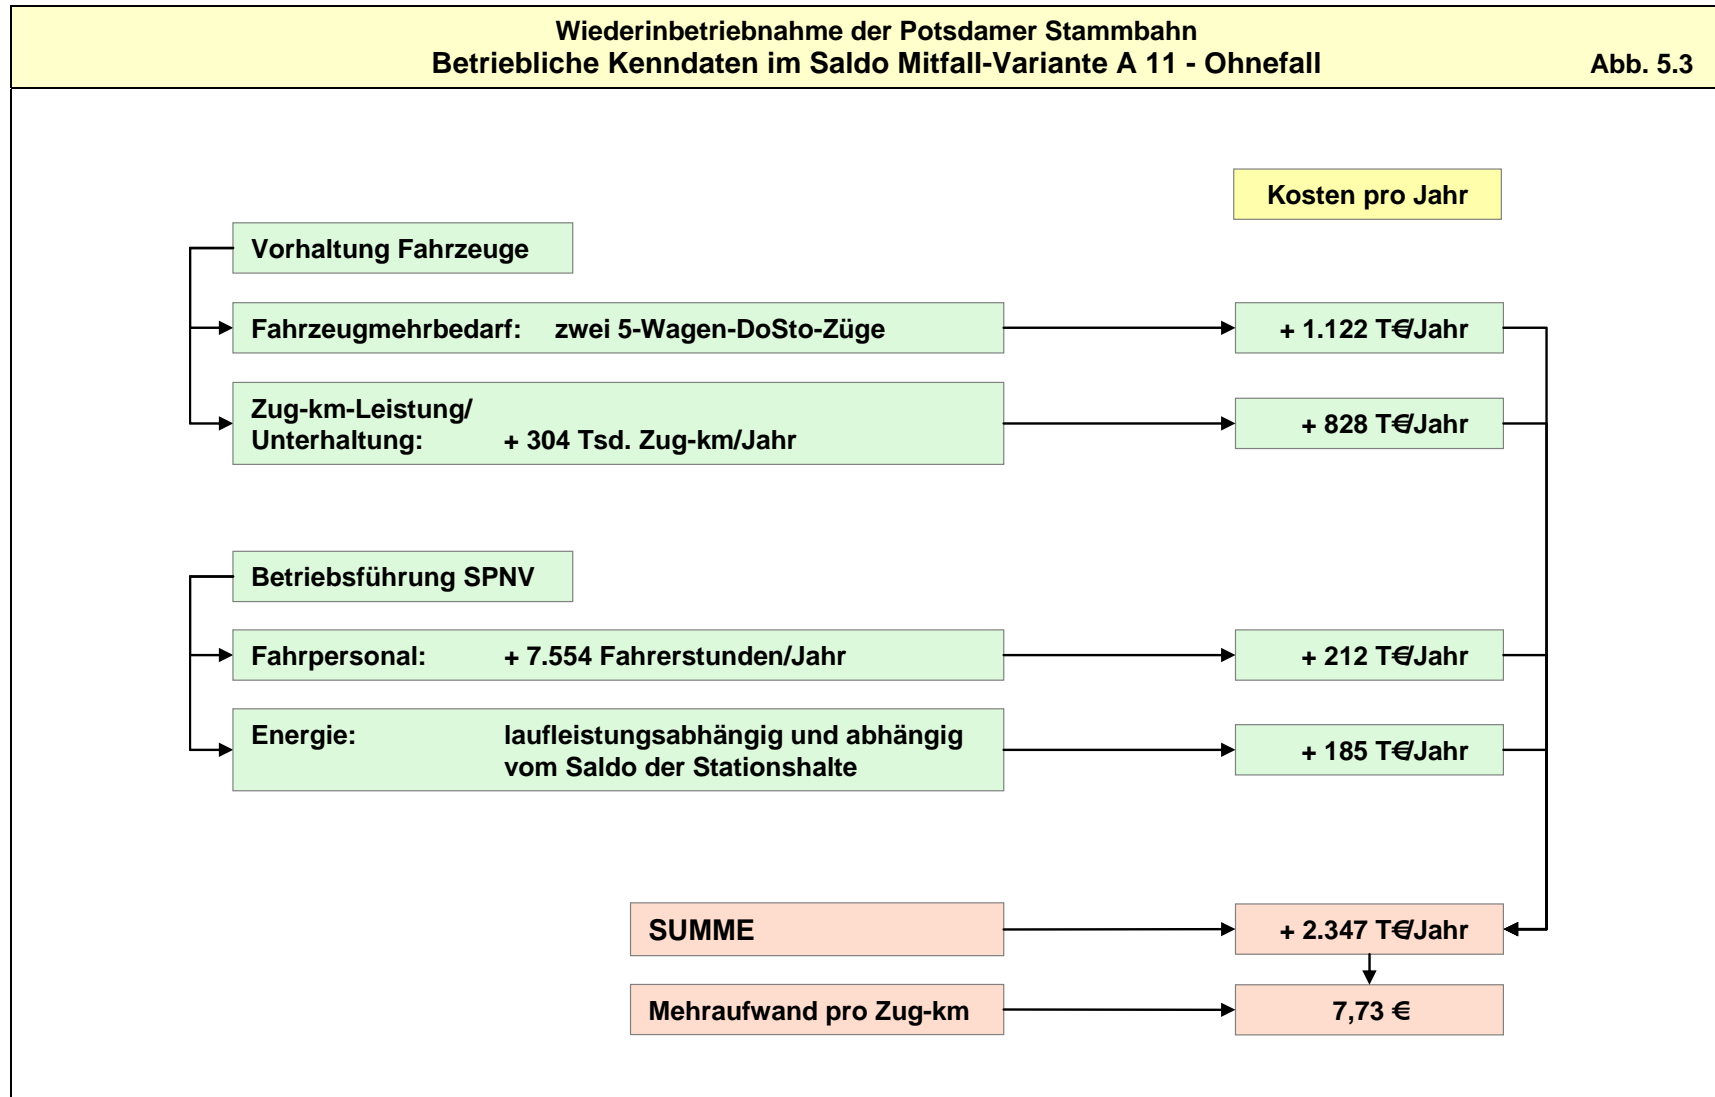 Wiederinbetriebnahme der Potsdamer Stammbahn
Betriebliche Kenndaten im Saldo Mitfall-Variante A 11 - Ohnefall
Abb. 5.3
Kosten pro Jahr
Vorhaltung Fahrzeuge
Fahrzeugmehrbedarf: zwei 5-Wagen-DoSto-Züge
+ 1.122 T€/Jahr
Zug-km-Leistung/
Unterhaltung: + 304 Tsd. Zug-km/Jahr
+ 828 T€/Jahr
Betriebsführung SPNV
Fahrpersonal: + 7.554 Fahrerstunden/Jahr
+ 212 T€/Jahr
Energie: laufleistungsabhängig und abhängig
vom Saldo der Stationshalte
+ 185 T€/Jahr
SUMME
+ 2.347 T€/Jahr
Mehraufwand pro Zug-km
7,73 €